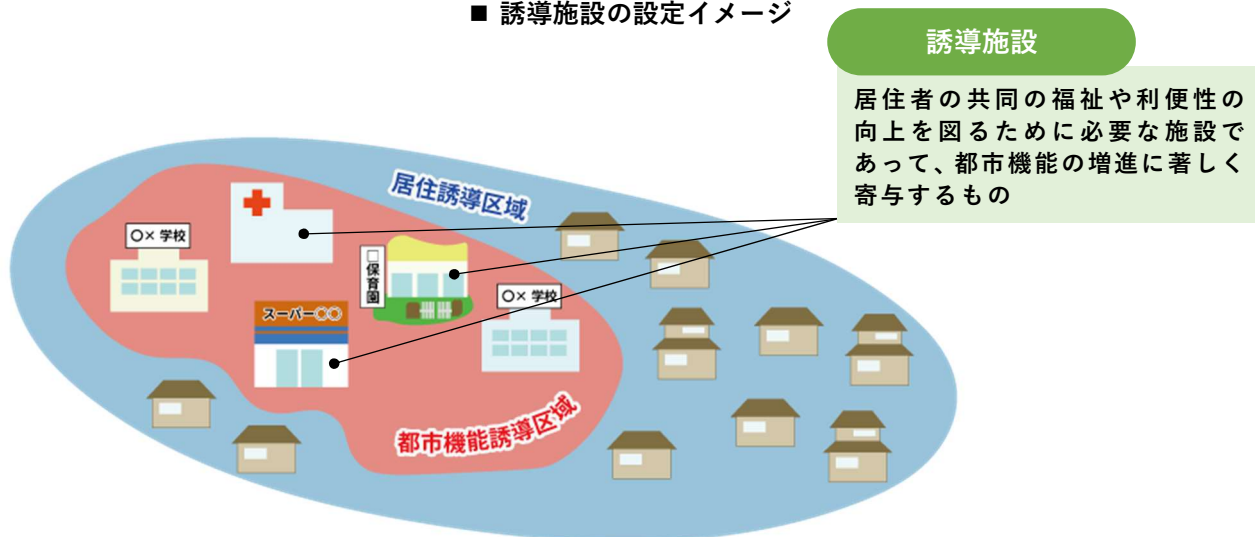 ■ 誘導施設の設定イメージ
誘導施設
居住者の共同の福祉や利便性の
向上を図るために必要な施設で
あって、都市機能の増進に著しく
寄与するもの
居住誘導区域
〇× 学校
□保育園
〇× 学校
スーパー〇〇
都市機能誘導区域